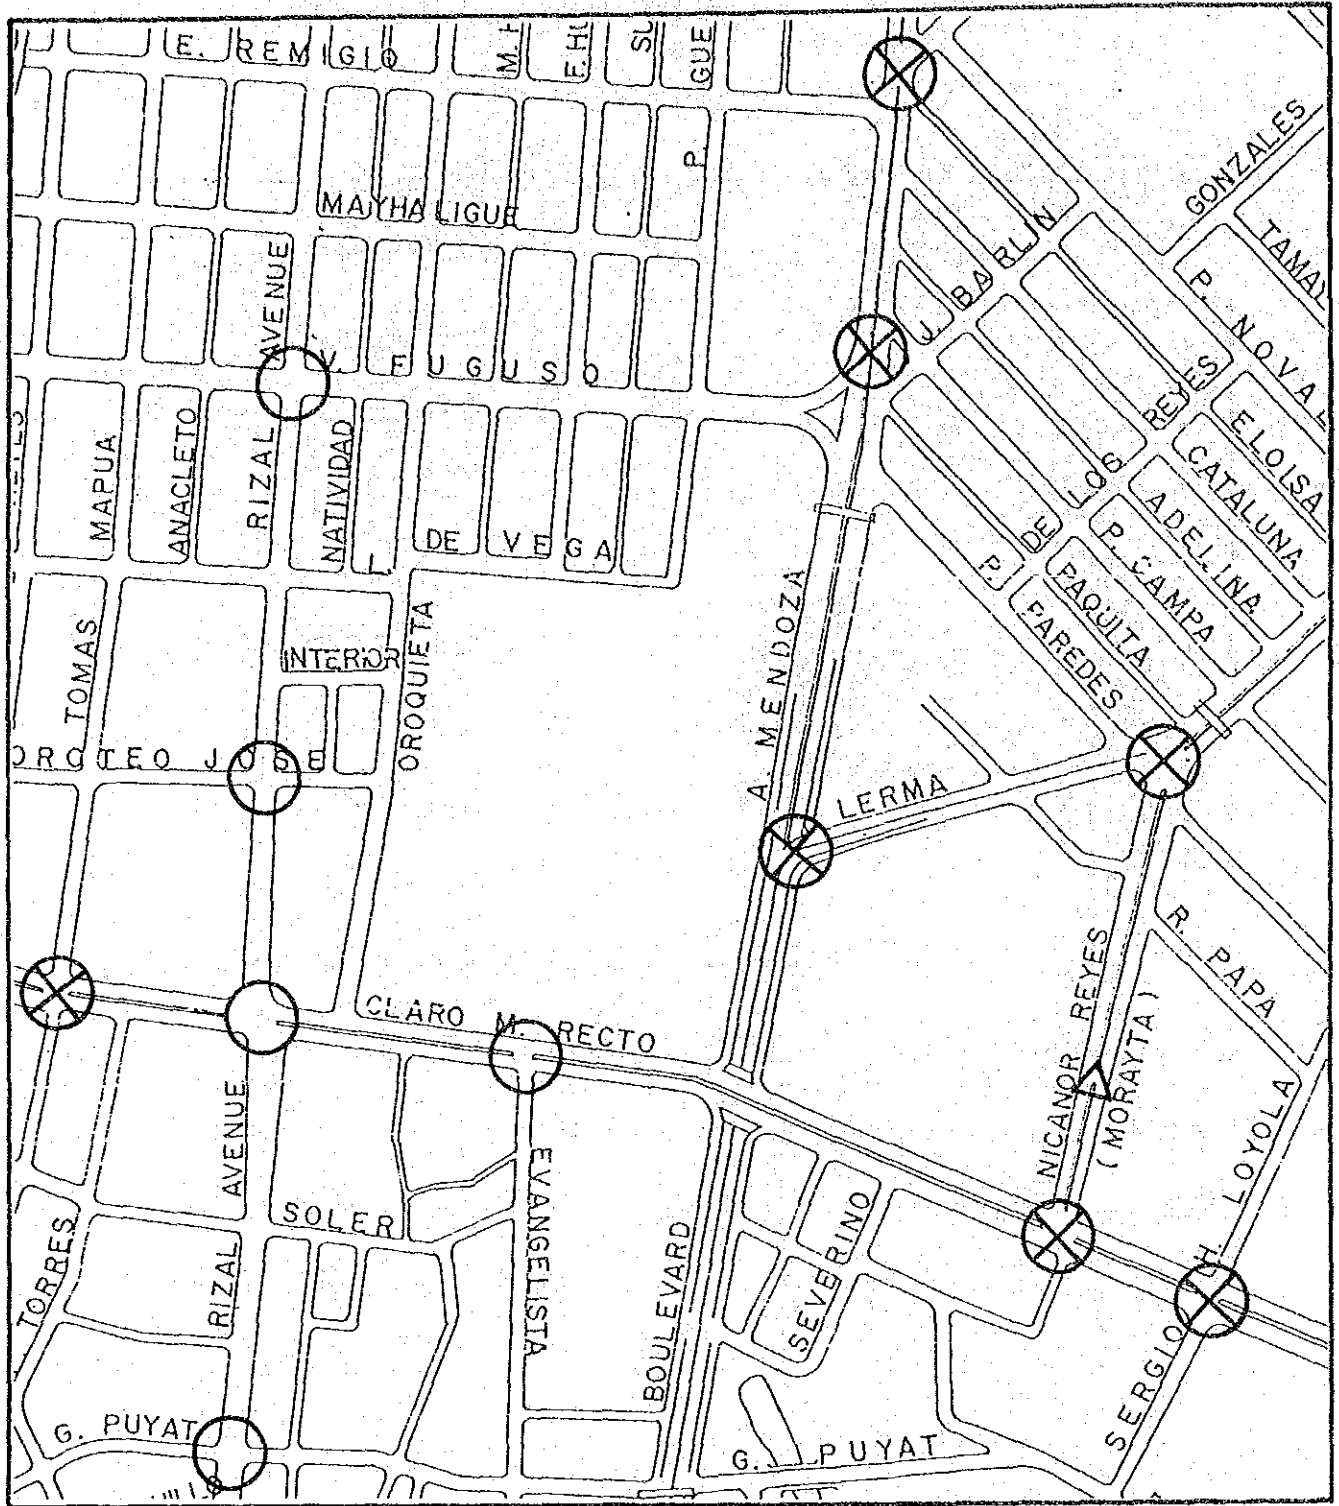 E. REMIGIO
GUE
P.
GONZALES
MAYHALIGUE
J. BARLIN
AVENUE
P. NOVAL
V. FUGUSO
REYES
ELOISA
CATALUNA
MAPUA
ANACLETO
RIZAL
NATIVIDAD
LOS
ADELINA
L. DE VEGA
DE
P. CAMPA
P.
PAQUITA
PAREDES
A. MENDOZA
TOMAS
INTERIOR
OROQUIETA
OROTEO JOSE
LERMA
R. PAPA
CLARO M. RECTO
NICANOR REYES
(MORAYTA)
AVENUE
SOLER
EVANGELISTA
SERGIO H. LOYOLA
TORRES
RIZAL
BOULEVARD
SEVERINO
G. PUYAT
G. PUYAT